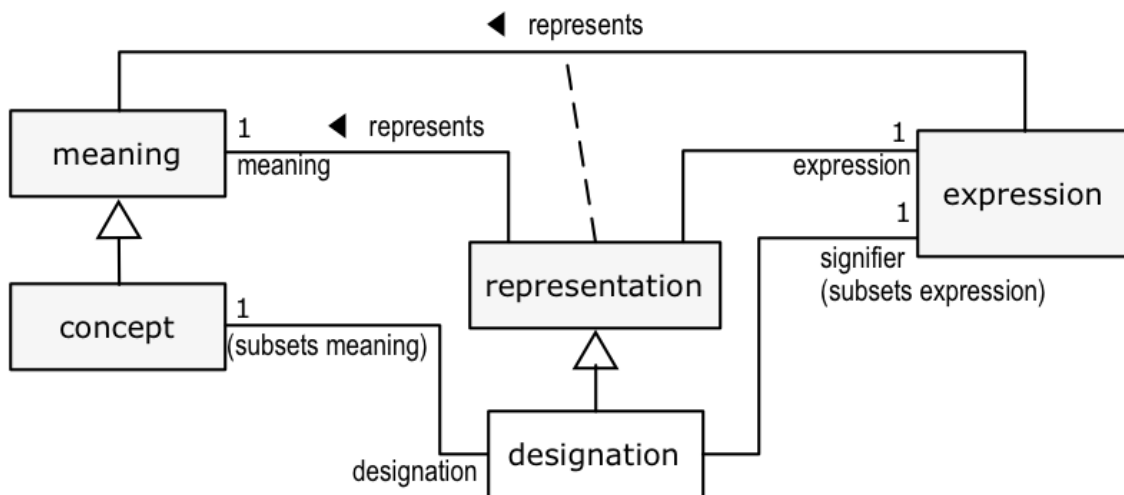 ◄ represents
meaning
1
◄ represents
meaning
1
expression
expression
1
signifier
(subsets expression)
representation
concept
1
(subsets meaning)
designation
designation